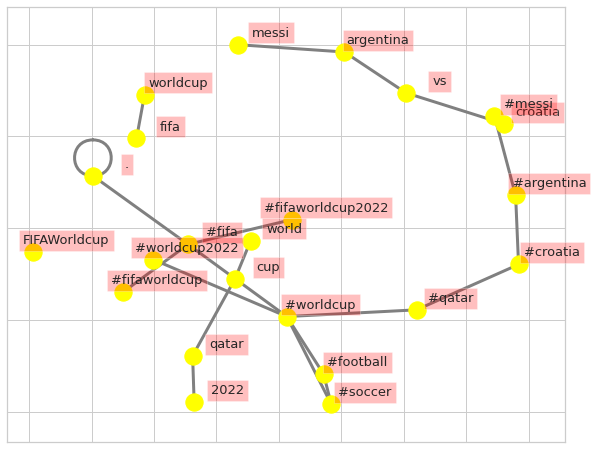 messi
argentina
vs
worldcup
#messi
croatia
fifa
.
#argentina
#fifaworldcup2022
world
#fifa
FIFAWorldcup
#worldcup2022
#croatia
cup
#fifaworldcup
#qatar
#worldcup
qatar
#football
2022
#soccer